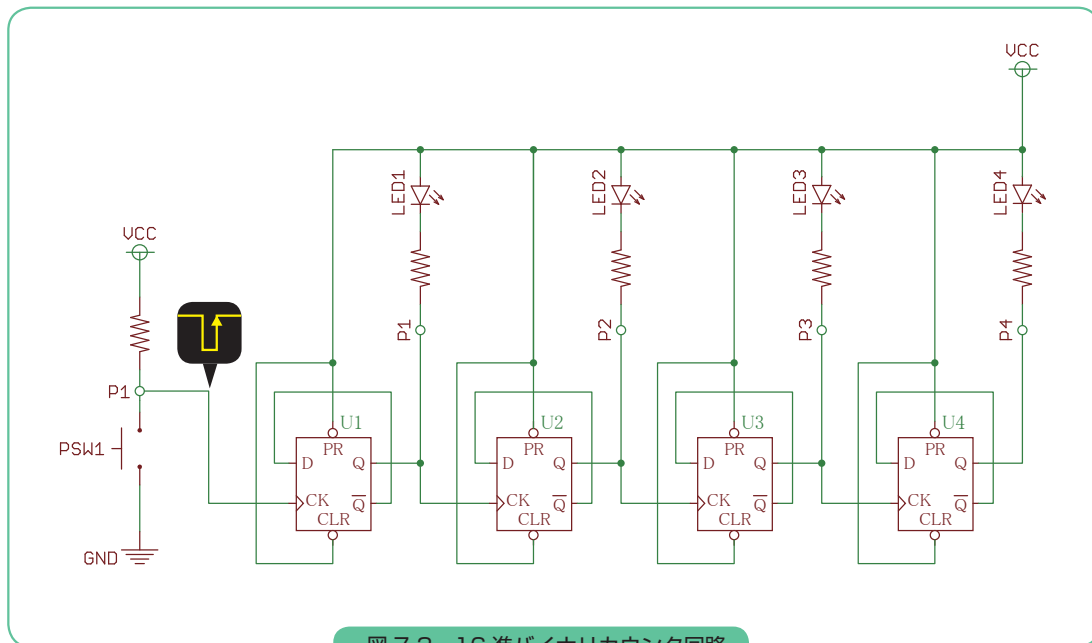 VCC
LED1
LED2
LED3
LED4
VCC
P1
P2
P3
P4
P1
PSW1
GND
U1
PR
D
Q
CK
Q
CLR
U2
PR
D
Q
CK
Q
CLR
U3
PR
D
Q
CK
Q
CLR
U4
PR
D
Q
CK
Q
CLR